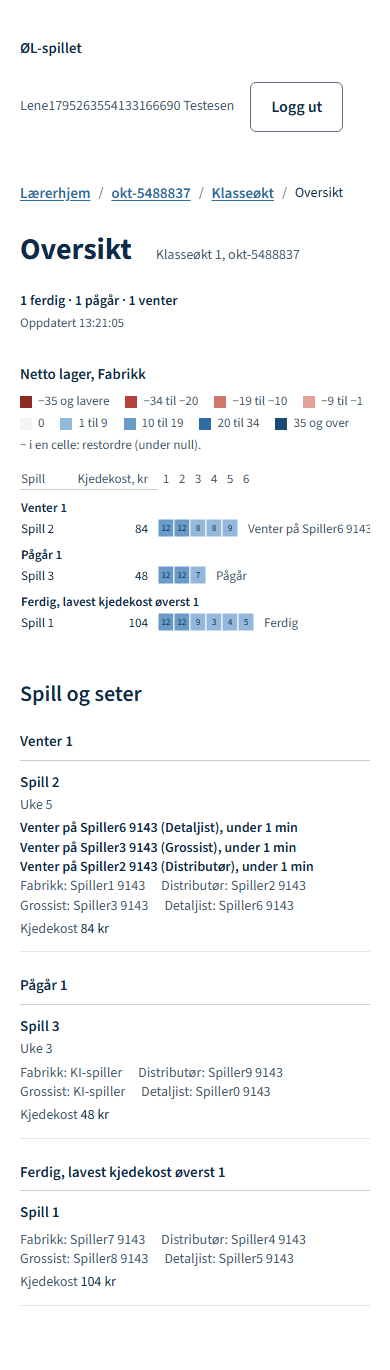 ØL-spillet
Lene1795263554133166690 Testesen
Logg ut
Lærerhjem / okt-5488837 / Klasseøkt / Oversikt
Oversikt Klasseøkt 1, okt-5488837
1 ferdig · 1 pågår · 1 venter
Oppdatert 13:21:05
Netto lager, Fabrikk
−35 og lavere −34 til −20 −19 til −10 −9 til −1
0 1 til 9 10 til 19 20 til 34 35 og over
− i en celle: restordre (under null).
Spill Kjedekost, kr 1 2 3 4 5 6
Venter 1
Spill 2 84 12 12 8 8 9 Venter på Spiller6 9143
Pågår 1
Spill 3 48 12 12 7 Pågår
Ferdig, lavest kjedekost øverst 1
Spill 1 104 12 12 9 3 4 5 Ferdig
Spill og seter
Venter 1
Spill 2
Uke 5
Venter på Spiller6 9143 (Detaljist), under 1 min
Venter på Spiller3 9143 (Grossist), under 1 min
Venter på Spiller2 9143 (Distributør), under 1 min
Fabrikk: Spiller1 9143 Distributør: Spiller2 9143
Grossist: Spiller3 9143 Detaljist: Spiller6 9143
Kjedekost 84 kr
Pågår 1
Spill 3
Uke 3
Fabrikk: KI-spiller Distributør: Spiller9 9143
Grossist: KI-spiller Detaljist: Spiller0 9143
Kjedekost 48 kr
Ferdig, lavest kjedekost øverst 1
Spill 1
Fabrikk: Spiller7 9143 Distributør: Spiller4 9143
Grossist: Spiller8 9143 Detaljist: Spiller5 9143
Kjedekost 104 kr